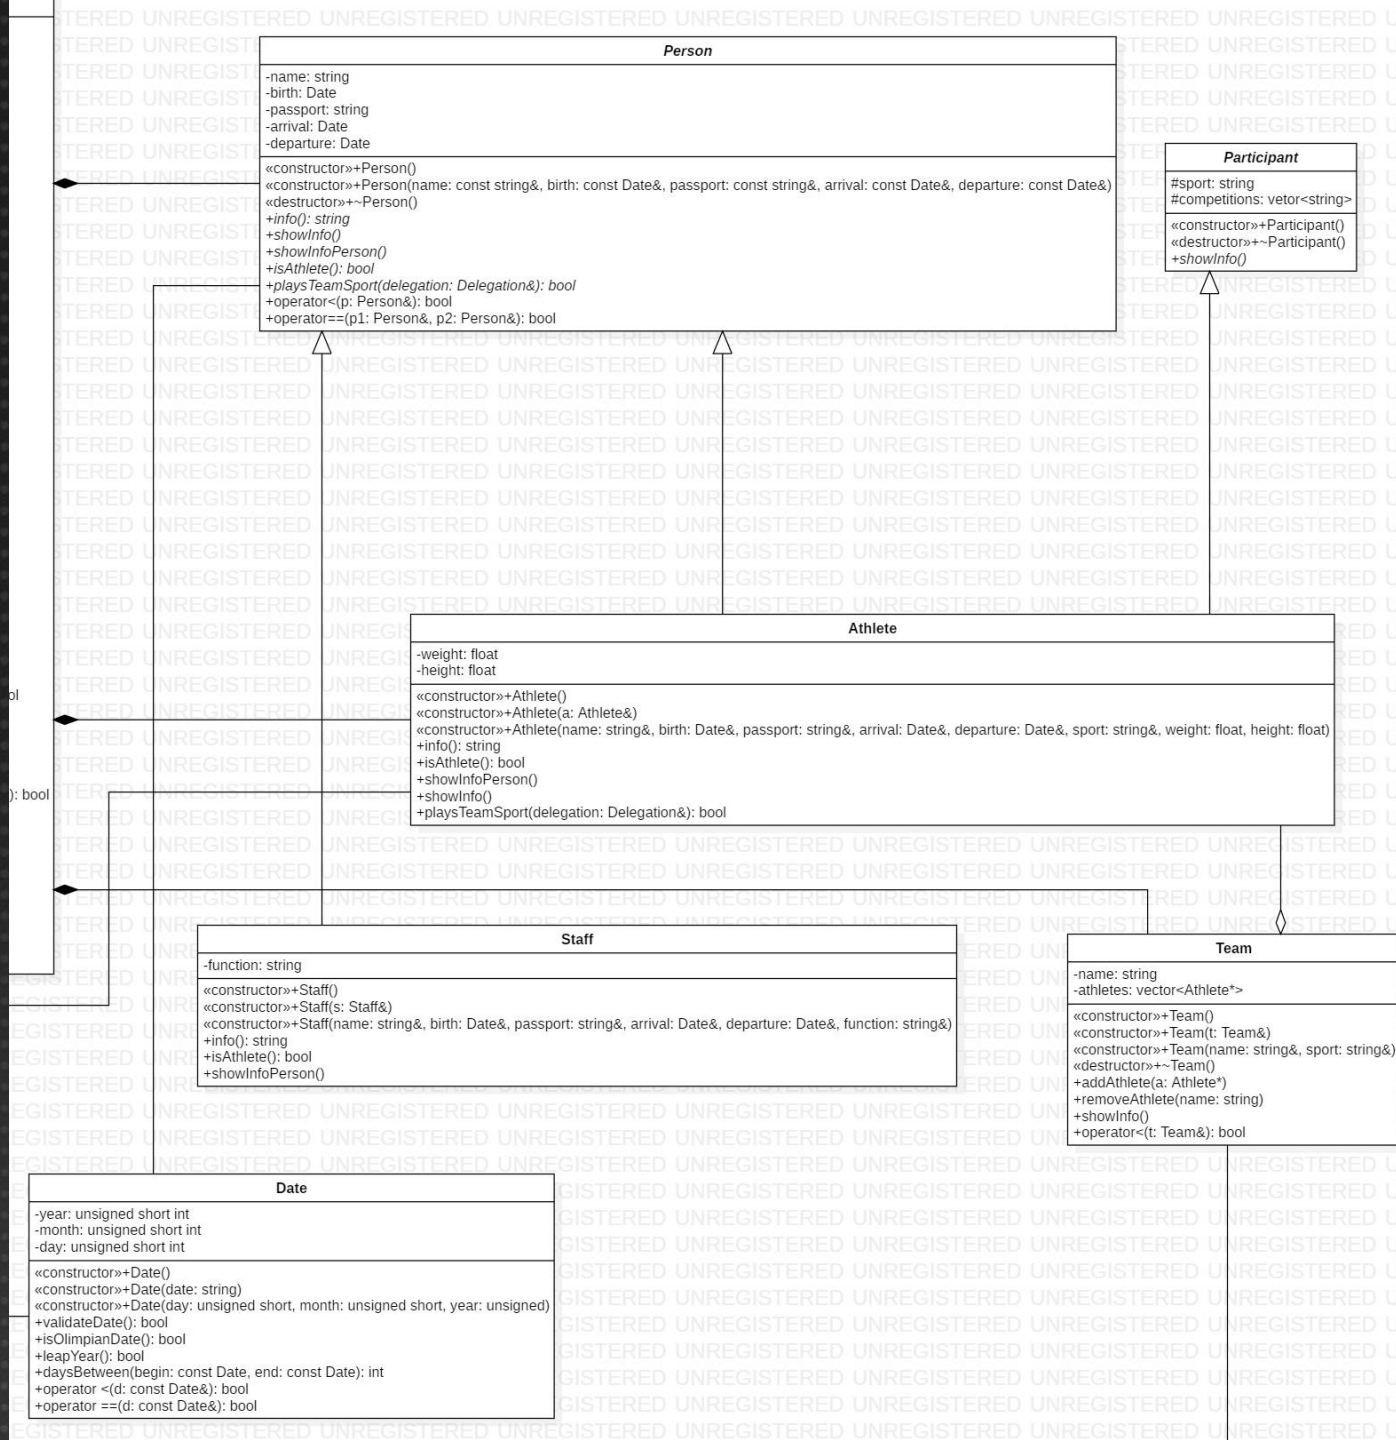 Person
-name: string
-birth: Date
-passport: string
-arrival: Date
-departure: Date
«constructor»+Person()
«constructor»+Person(name: const string&, birth: const Date&, passport: const string&, arrival: const Date&, departure: const Date&)
«destructor»+~Person()
+info(): string
+showInfo()
+showInfoPerson()
+isAthlete(): bool
+playsTeamSport(delegation: Delegation&): bool
+operator<(p: Person&): bool
+operator==(p1: Person&, p2: Person&): bool
Participant
#sport: string
#competitions: vetor<string>
«constructor»+Participant()
«destructor»+~Participant()
+showInfo()
ol
): bool
Athlete
-weight: float
-height: float
«constructor»+Athlete()
«constructor»+Athlete(a: Athlete&)
«constructor»+Athlete(name: string&, birth: Date&, passport: string&, arrival: Date&, departure: Date&, sport: string&, weight: float, height: float)
+info(): string
+isAthlete(): bool
+showInfoPerson()
+showInfo()
+playsTeamSport(delegation: Delegation&): bool
Staff
-function: string
«constructor»+Staff()
«constructor»+Staff(s: Staff&)
«constructor»+Staff(name: string&, birth: Date&, passport: string&, arrival: Date&, departure: Date&, function: string&)
+info(): string
+isAthlete(): bool
+showInfoPerson()
Team
-name: string
-athletes: vector<Athlete*>
«constructor»+Team()
«constructor»+Team(t: Team&)
«constructor»+Team(name: string&, sport: string&)
«destructor»+~Team()
+addAthlete(a: Athlete*)
+removeAthlete(name: string)
+showInfo()
+operator<(t: Team&): bool
Date
-year: unsigned short int
-month: unsigned short int
-day: unsigned short int
«constructor»+Date()
«constructor»+Date(date: string)
«constructor»+Date(day: unsigned short, month: unsigned short, year: unsigned)
+validateDate(): bool
+isOlimpianDate(): bool
+leapYear(): bool
+daysBetween(begin: const Date, end: const Date): int
+operator <(d: const Date&): bool
+operator ==(d: const Date&): bool